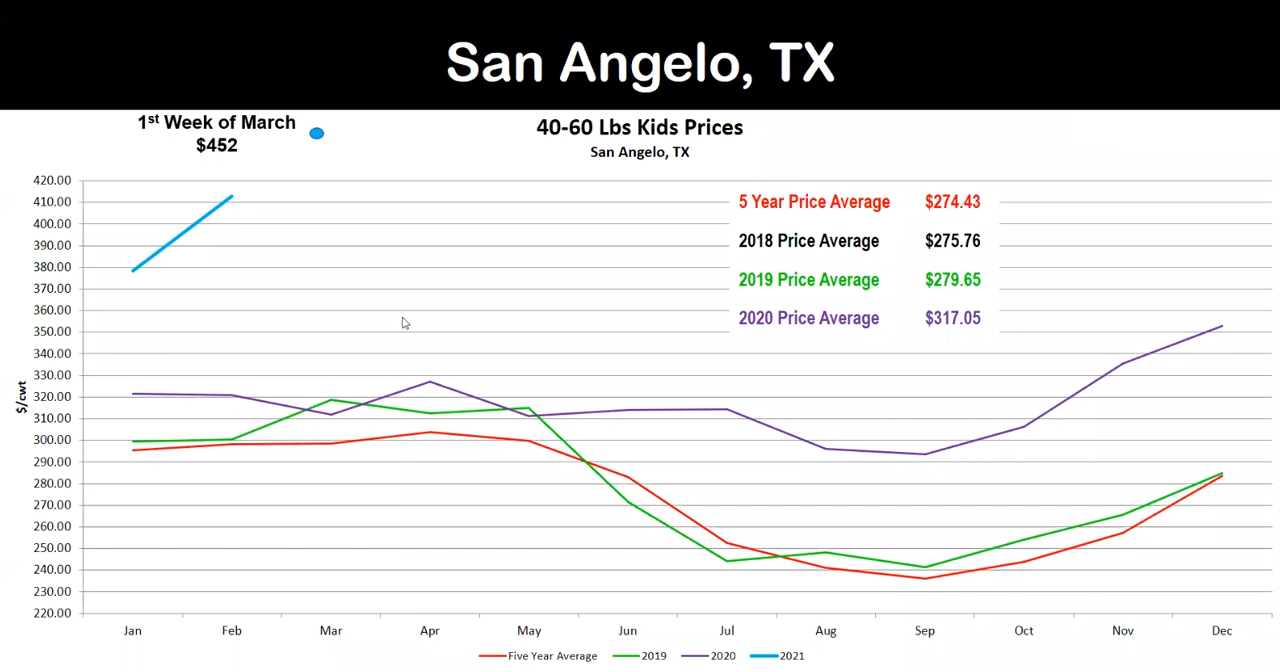 San Angelo, TX
1st Week of March
$452
40-60 Lbs Kids Prices
San Angelo, TX
420.00
410.00
400.00
390.00
380.00
370.00
360.00
350.00
340.00
330.00
320.00
310.00
300.00
290.00
280.00
270.00
260.00
250.00
240.00
230.00
220.00
$/cwt
5 Year Price Average $274.43
2018 Price Average $275.76
2019 Price Average $279.65
2020 Price Average $317.05
Jan Feb Mar Apr May Jun Jul Aug Sep Oct Nov Dec
Five Year Average 2019 2020 2021